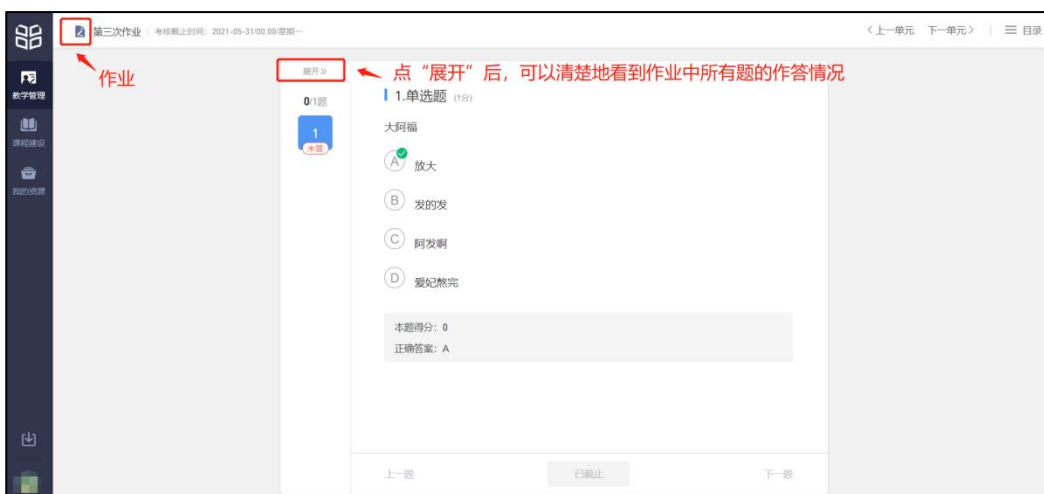 第三次作业 考核截止时间：2021-05-31/00:00/星期一
<上一单元 下一单元> 目录
作业
教学管理
课程建设
我的资源
展开»
点“展开”后，可以清楚地看到作业中所有题的作答情况
0/1题
1
未答
1.单选题 (1分)
大阿福
A 放大
B 发的发
C 阿发啊
D 爱妃熬完
本题得分：0
正确答案：A
上一题 已截止 下一题